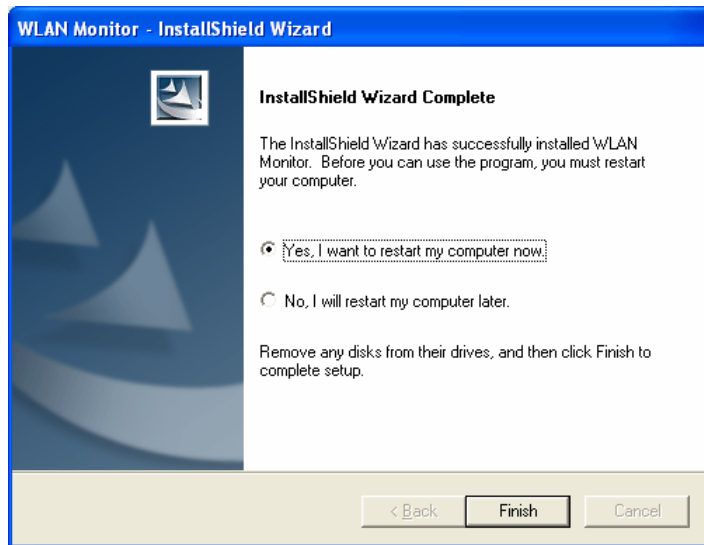 WLAN Monitor - InstallShield Wizard
InstallShield Wizard Complete
The InstallShield Wizard has successfully installed WLAN
Monitor. Before you can use the program, you must restart
your computer.
Yes, I want to restart my computer now.
No, I will restart my computer later.
Remove any disks from their drives, and then click Finish to
complete setup.
< Back
Finish
Cancel